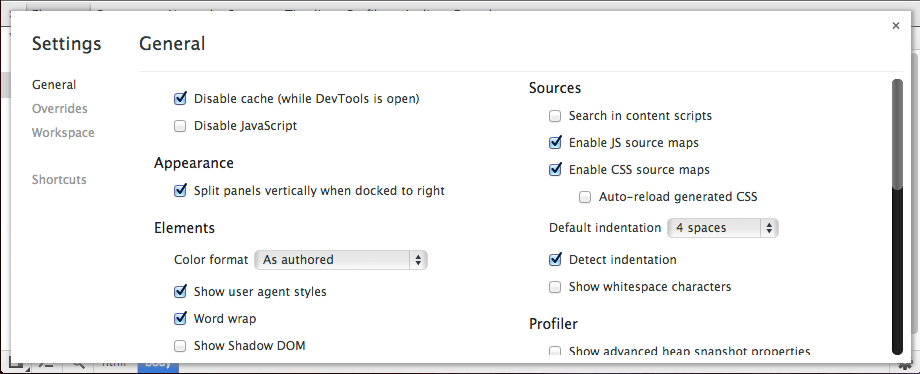 Settings
General
Overrides
Workspace
Shortcuts
General
Disable cache (while DevTools is open)
Disable JavaScript
Appearance
Split panels vertically when docked to right
Elements
Color format As authored
Show user agent styles
Word wrap
Show Shadow DOM
Sources
Search in content scripts
Enable JS source maps
Enable CSS source maps
Auto-reload generated CSS
Default indentation 4 spaces
Detect indentation
Show whitespace characters
Profiler
Show advanced heap snapshot properties
html body